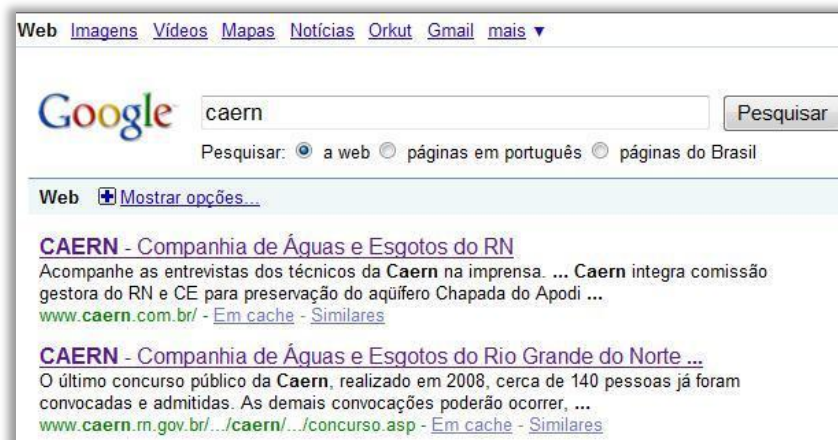 Web Imagens Vídeos Mapas Notícias Orkut Gmail mais ▼
Google caern Pesquisar
Pesquisar: a web páginas em português páginas do Brasil
Web Mostrar opções...
CAERN - Companhia de Águas e Esgotos do RN
Acompanhe as entrevistas dos técnicos da Caern na imprensa. ... Caern integra comissão
gestora do RN e CE para preservação do aqüífero Chapada do Apodi ...
www.caern.com.br/ - Em cache - Similares
CAERN - Companhia de Águas e Esgotos do Rio Grande do Norte ...
O último concurso público da Caern, realizado em 2008, cerca de 140 pessoas já foram
convocadas e admitidas. As demais convocações poderão ocorrer, ...
www.caern.rn.gov.br/.../caern/.../concurso.asp - Em cache - Similares